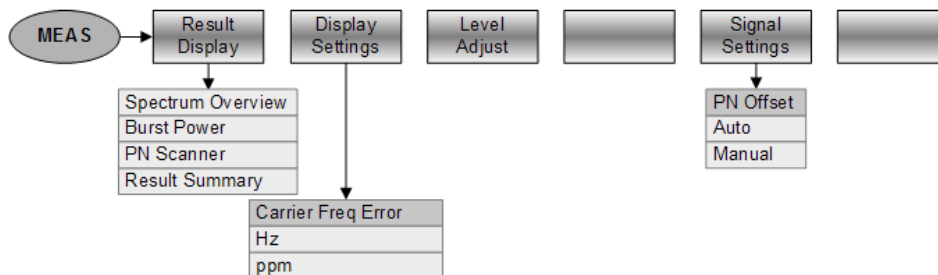 MEAS
Result
Display
Display
Settings
Level
Adjust
Signal
Settings
Spectrum Overview
Burst Power
PN Scanner
Result Summary
Carrier Freq Error
Hz
ppm
PN Offset
Auto
Manual